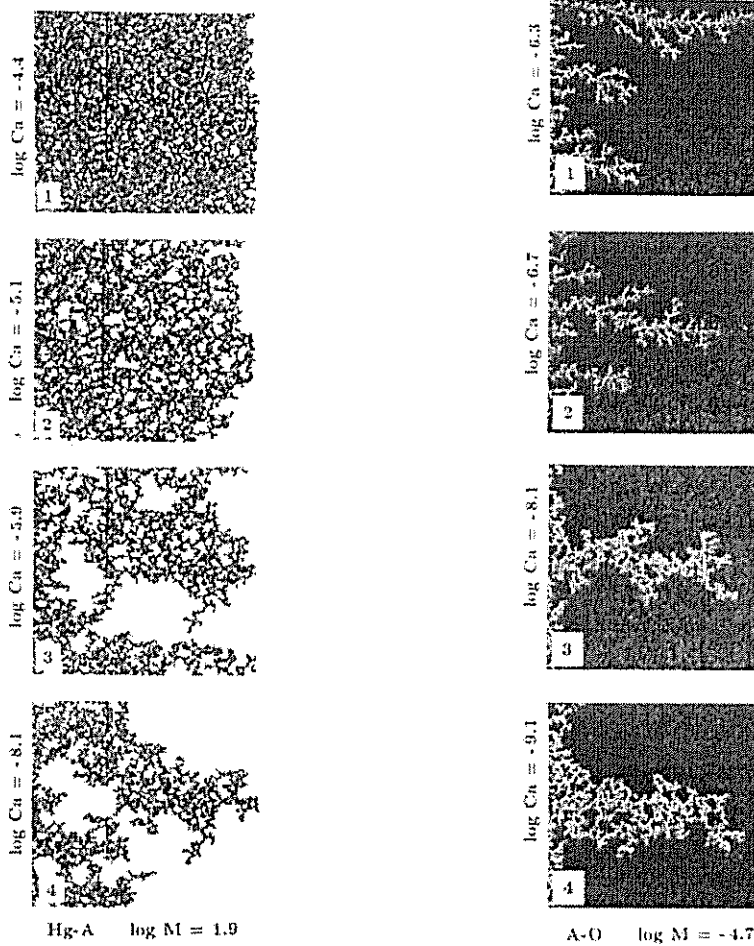 log Ca = -4.4
1
log Ca = -5.1
2
log Ca = -5.9
3
log Ca = -8.1
4
Hg-A log M = 1.9
log Ca = -6.3
1
log Ca = -6.7
2
log Ca = -8.1
3
log Ca = -9.1
4
A-O log M = -4.7